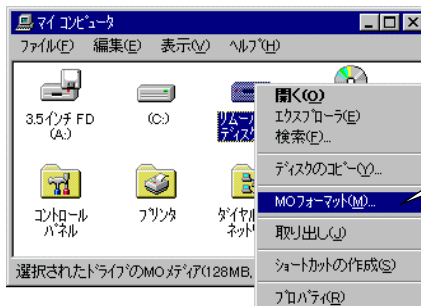 ﾏｲ ｺﾝﾋﾟｭｰﾀ
ﾌｧｲﾙ(F) 編集(E) 表示(V) ﾍﾙﾌﾟ(H)
3.5ｲﾝﾁ FD
(A:)
(C:)
ﾘﾑｰﾊﾞ
ﾃﾞｨｽｸ
ｺﾝﾄﾛｰﾙ
ﾊﾟﾈﾙ
ﾌﾟﾘﾝﾀ
ﾀﾞｲﾔﾙ
ﾈｯﾄ
選択されたﾄﾞﾗｲﾌﾞのMOﾒﾃﾞｨｱ(128MB,
開く(O)
ｴｸｽﾌﾟﾛｰﾗ(E)
検索(F)...
ﾃﾞｨｽｸのｺﾋﾟｰ(Y)...
MOﾌｫｰﾏｯﾄ(M)...
取り出し(J)
ｼｮｰﾄｶｯﾄの作成(S)
ﾌﾟﾛﾊﾟﾃｨ(R)